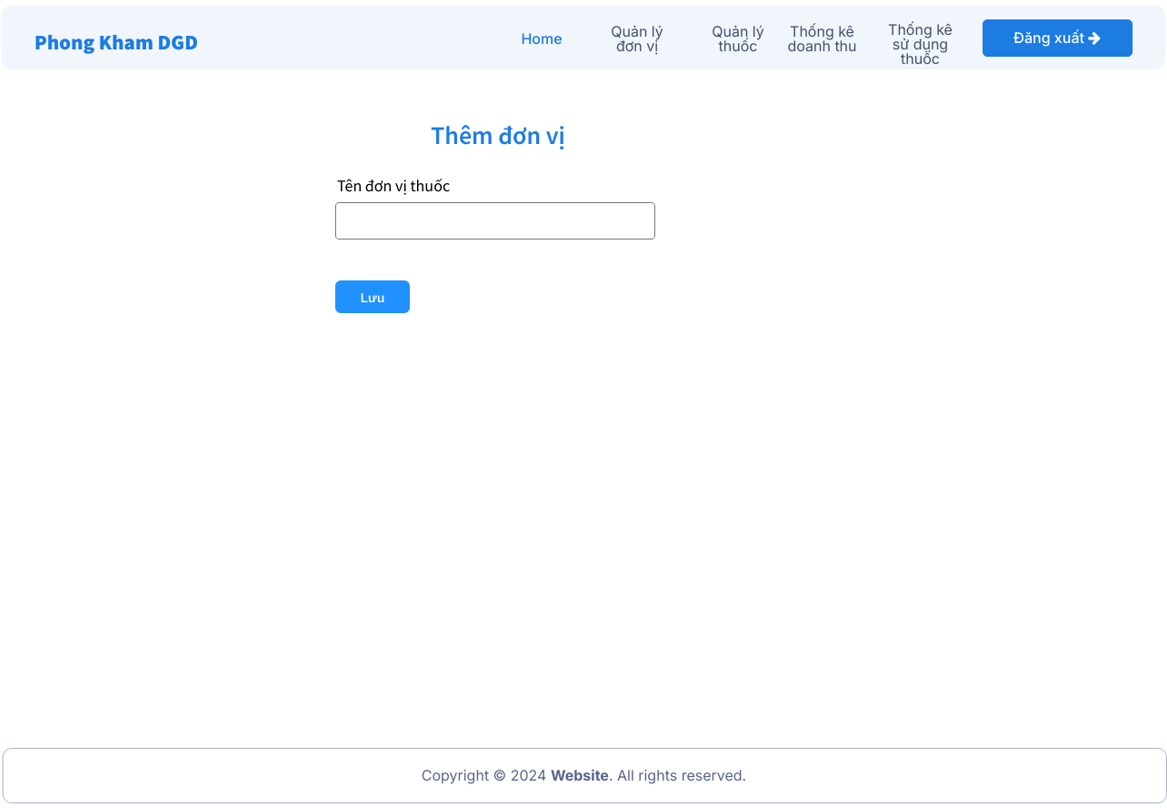 Phong Kham DGD
Home
Quản lý
đơn vị
Quản lý
thuốc
Thống kê
doanh thu
Thống kê
sử dụng
thuốc
Đăng xuất
Thêm đơn vị
Tên đơn vị thuốc
Lưu
Copyright © 2024 Website. All rights reserved.